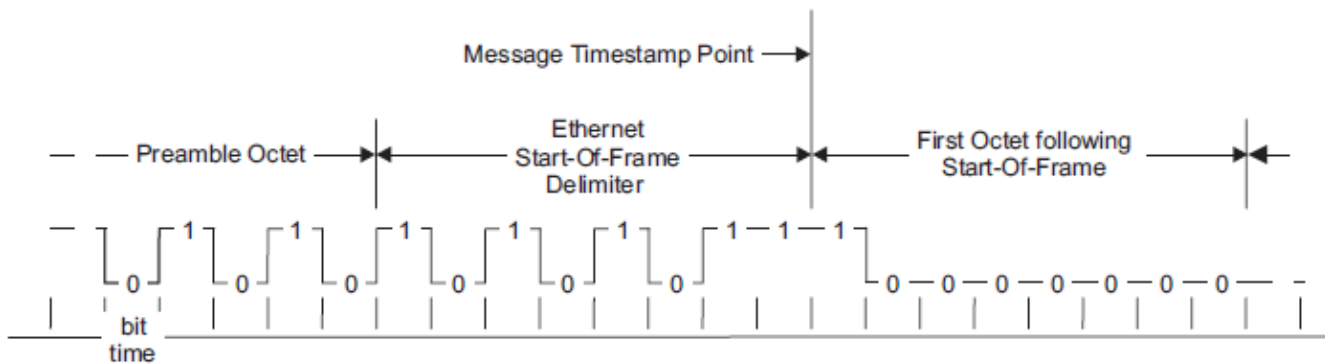 Message Timestamp Point
Preamble Octet
Ethernet
Start-Of-Frame
Delimiter
First Octet following
Start-Of-Frame
1 1 1 1 1 1 1 1
0 0 0 0 0 0 0 0 0 0 0 0 0
bit
time